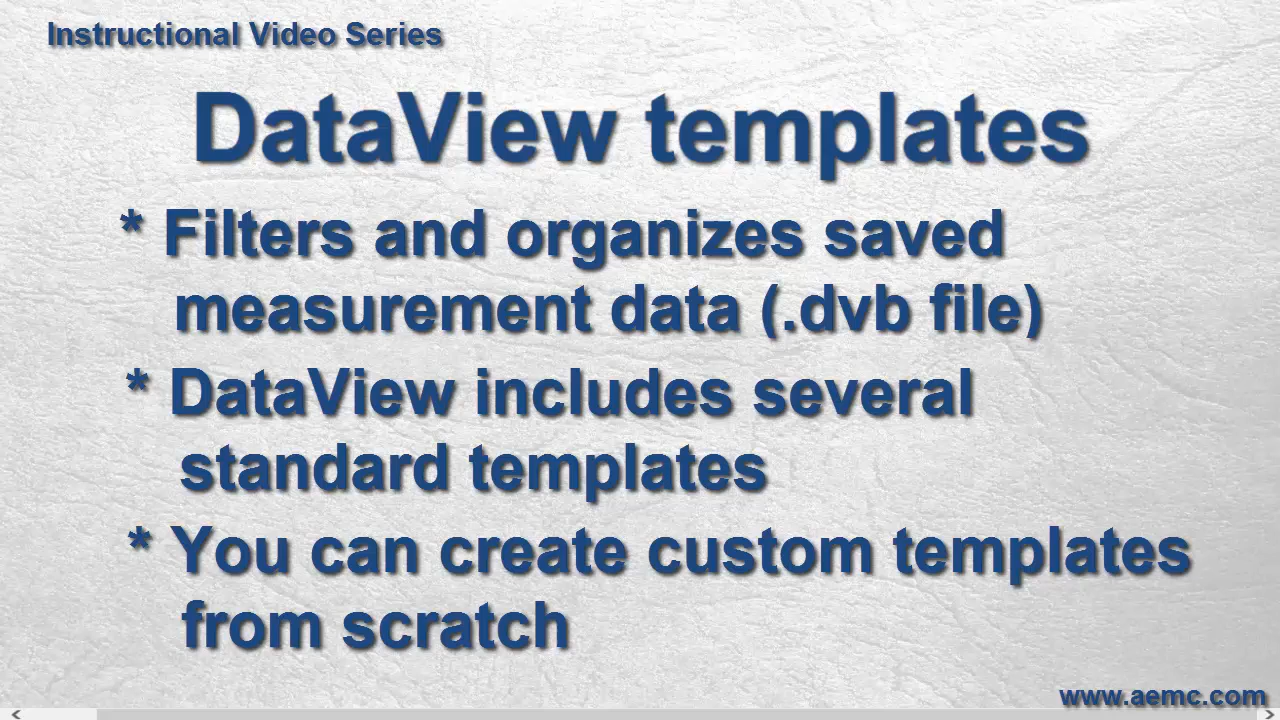 Instructional Video Series
DataView templates
* Filters and organizes saved
measurement data (.dvb file)
* DataView includes several
standard templates
* You can create custom templates
from scratch
www.aemc.com